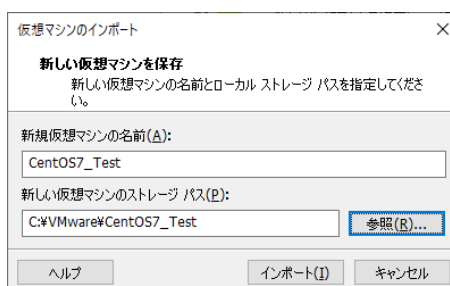 仮想マシンのインポート
新しい仮想マシンを保存
新しい仮想マシンの名前とローカル ストレージ パスを指定してくださ
い。
新規仮想マシンの名前(A):
CentOS7_Test
新しい仮想マシンのストレージ パス(P):
C:¥VMware¥CentOS7_Test
参照(R)...
ヘルプ
インポート(I)
キャンセル